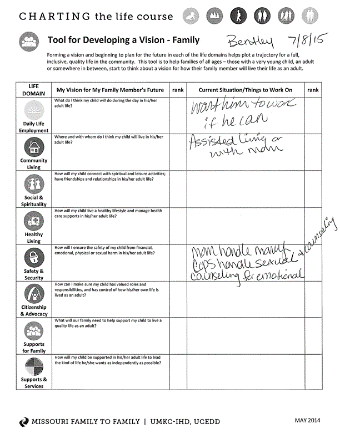 CHARTING the life course
Tool for Developing a Vision - Family
Bentley 7/8/15
Forming a vision and beginning to plan for the future in each of the life domains helps plot a trajectory for a full,
inclusive, quality life in the community. This tool is to help families of all ages – those with a very young child, an adult
or somewhere in between, start to think about a vision for how their family member will live their life as an adult.
LIFE DOMAIN
My Vision for My Family Member's Future
rank
Current Situation/Things to Work On
rank
Daily Life
Employment
What do I think my child will do during the day in his/her
adult life?
want him to work
if he can
Community
Living
Where and with whom do think my child will live in his/her
adult life?
Assisted living or
with mom
Social &
Spirituality
How will my child connect with spiritual and leisure activities;
have friendships and relationships in his/her adult life?
Healthy
Living
How will my child live a healthy lifestyle and manage health
care supports in his/her adult life?
Safety &
Security
How will I ensure the safety of my child from financial,
emotional, physical or sexual harm in his/her adult life?
mom handle money
cops handle sexual & counseling
counseling for emotional
Citizenship
& Advocacy
How can I make sure my child has valued roles and
responsibilities, and has control of how his/her own life is
lived as an adult?
Supports
for Family
What will our family need to help support my child to live a
quality life as an adult?
Supports &
Services
How will my child be supported in his/her adult life to lead
the kind of life he/she wants as independently as possible?
MISSOURI FAMILY TO FAMILY | UMKC-IHD, UCEDD
MAY 2014